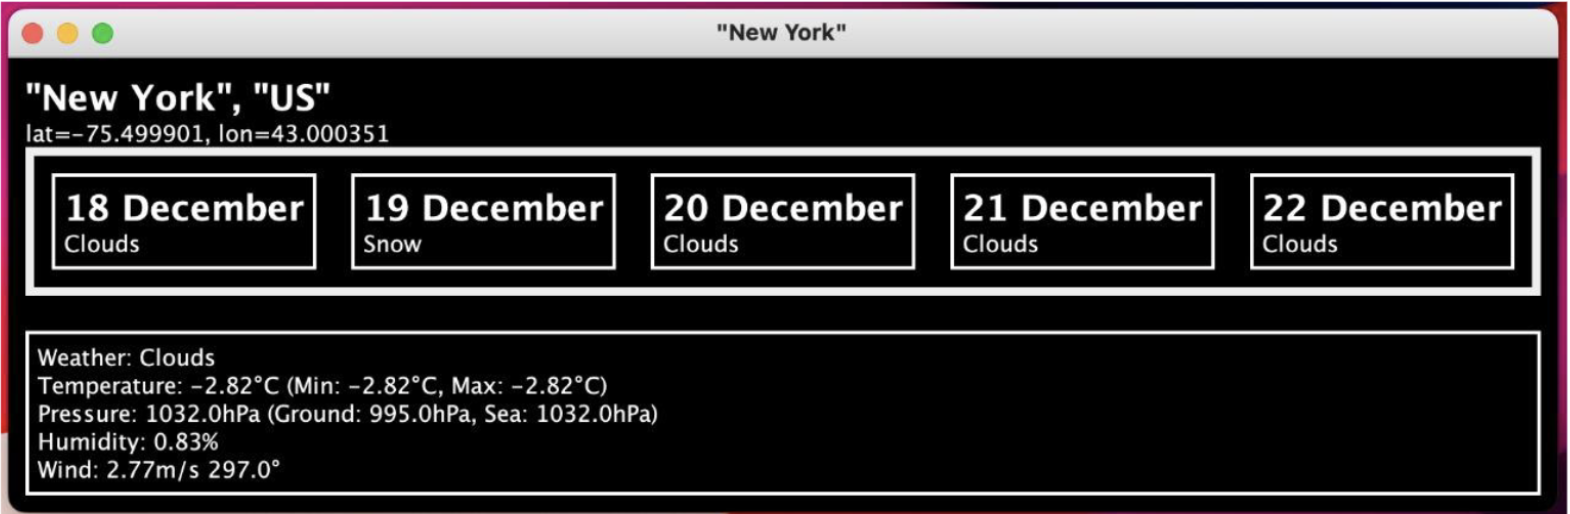 "New York"
"New York", "US"
lat=-75.499901, lon=43.000351
18 December
Clouds
19 December
Snow
20 December
Clouds
21 December
Clouds
22 December
Clouds
Weather: Clouds
Temperature: -2.82°C (Min: -2.82°C, Max: -2.82°C)
Pressure: 1032.0hPa (Ground: 995.0hPa, Sea: 1032.0hPa)
Humidity: 0.83%
Wind: 2.77m/s 297.0°